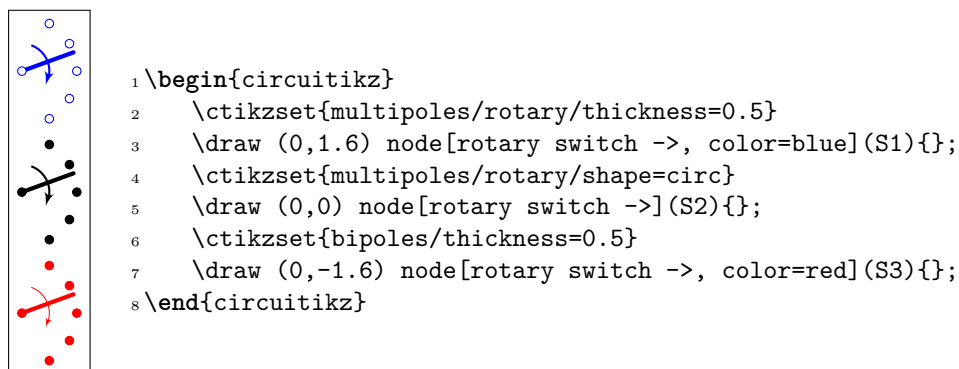 1 \begin{circuitikz}
2     \ctikzset{multipoles/rotary/thickness=0.5}
3     \draw (0,1.6) node[rotary switch ->, color=blue](S1){};
4     \ctikzset{multipoles/rotary/shape=circ}
5     \draw (0,0) node[rotary switch ->](S2){};
6     \ctikzset{bipoles/thickness=0.5}
7     \draw (0,-1.6) node[rotary switch ->, color=red](S3){};
8 \end{circuitikz}